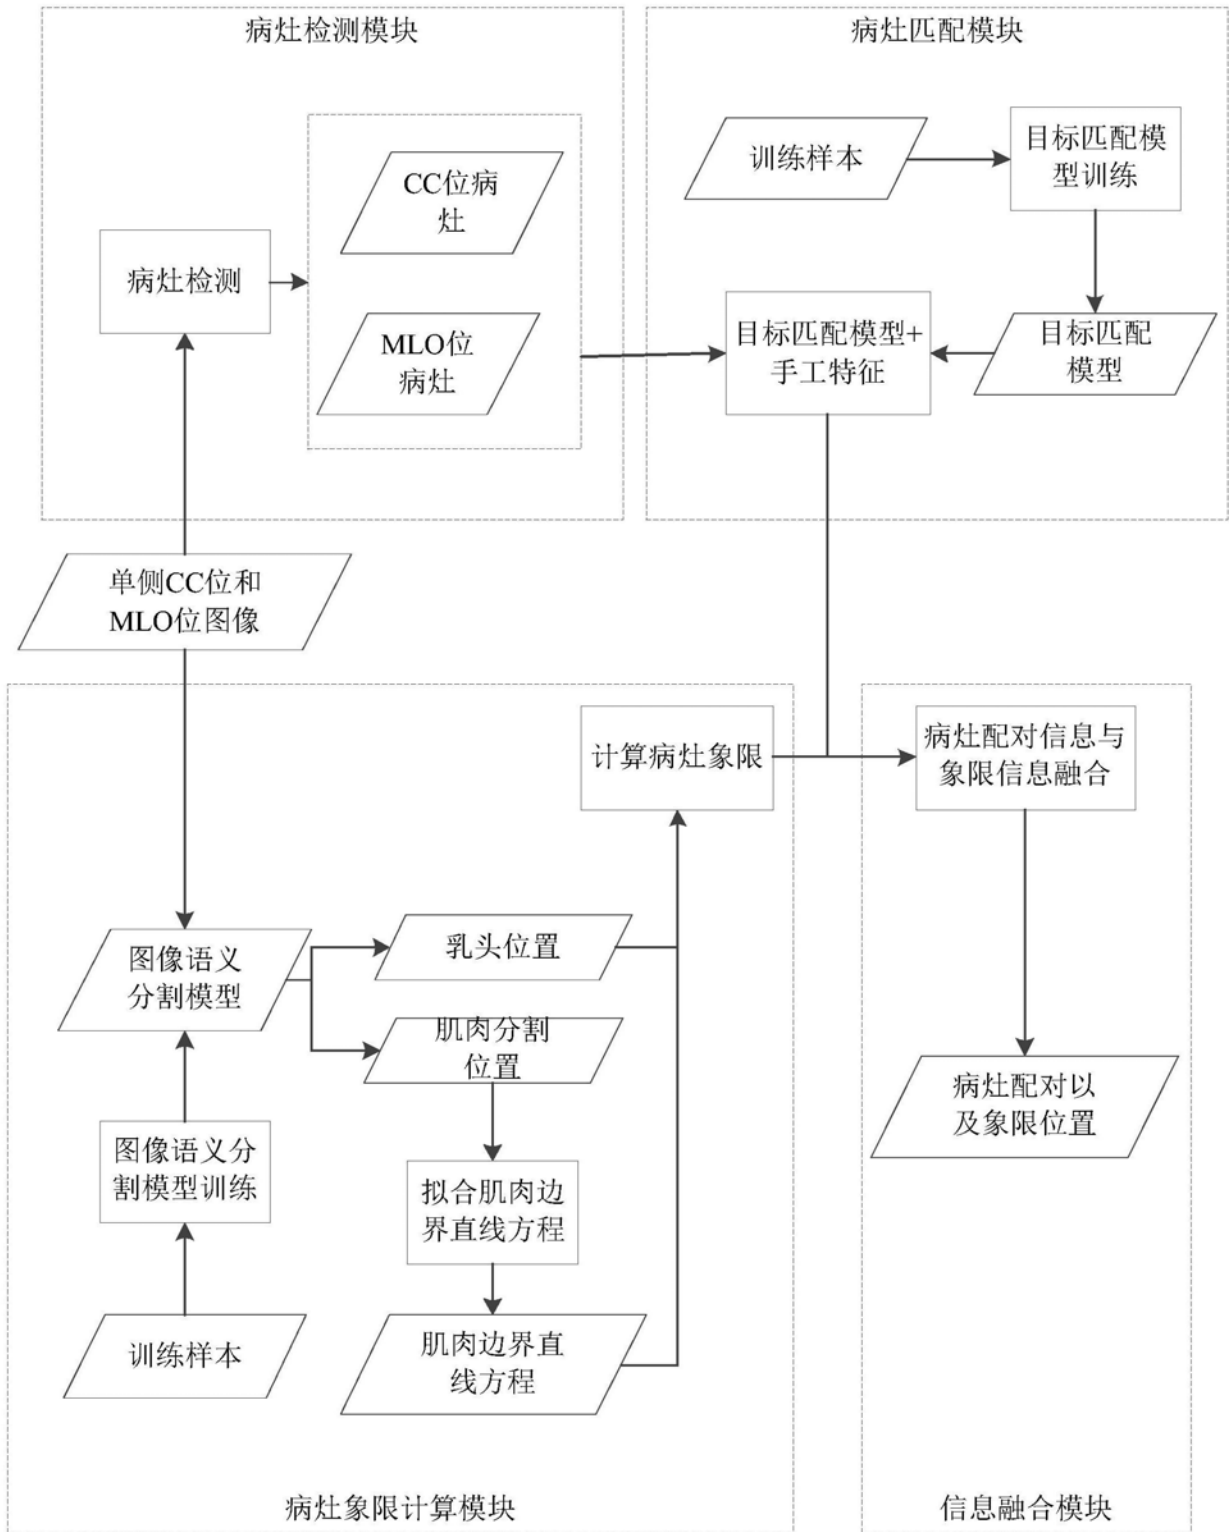 病灶检测模块
病灶检测
CC位病
灶
MLO位
病灶
病灶匹配模块
训练样本
目标匹配模
型训练
目标匹配模型+
手工特征
目标匹配
模型
单侧CC位和
MLO位图像
计算病灶象限
图像语义
分割模型
乳头位置
肌肉分割
位置
图像语义分
割模型训练
拟合肌肉边
界直线方程
训练样本
肌肉边界直
线方程
病灶象限计算模块
病灶配对信息与
象限信息融合
病灶配对以
及象限位置
信息融合模块